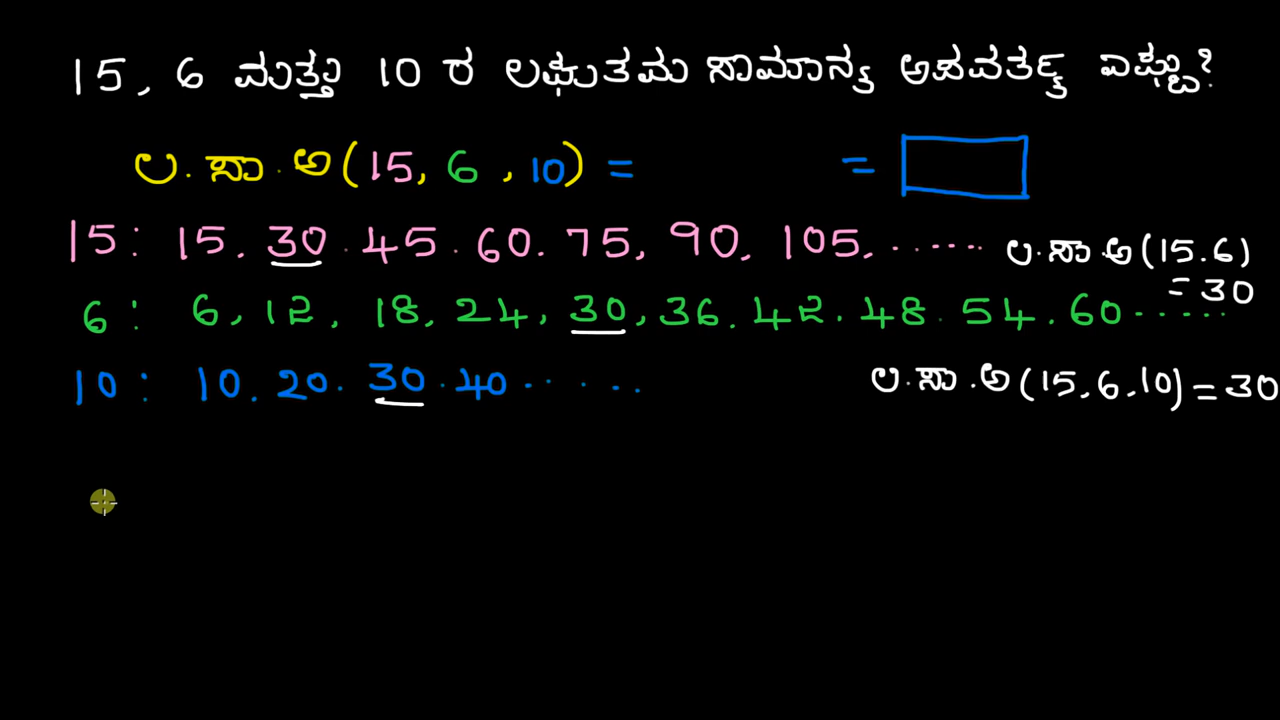 15, 6 ಮತ್ತು 10 ರ ಲಘುತಮ ಸಾಮಾನ್ಯ ಅಪವರ್ತ್ಯ ಎಷ್ಟು?
ಲ.ಸಾ.ಅ(15, 6, 10) = =
15: 15. 30. 45. 60. 75, 90, 105, .......
ಲ.ಸಾ.ಅ(15.6)
= 30
6: 6, 12, 18, 24, 30, 36. 42. 48. 54. 60......
10: 10. 20. 30. 40......
ಲ.ಸಾ.ಅ(15,6,10) = 30